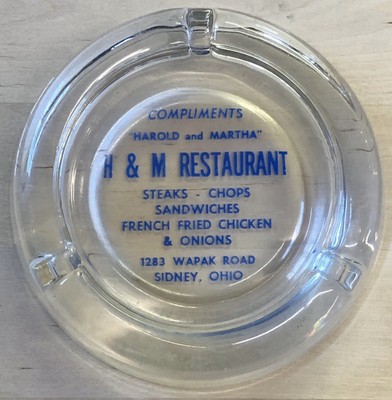 COMPLIMENTS
"HAROLD and MARTHA"
H & M RESTAURANT
STEAKS - CHOPS
SANDWICHES
FRENCH FRIED CHICKEN
& ONIONS
1283 WAPAK ROAD
SIDNEY, OHIO